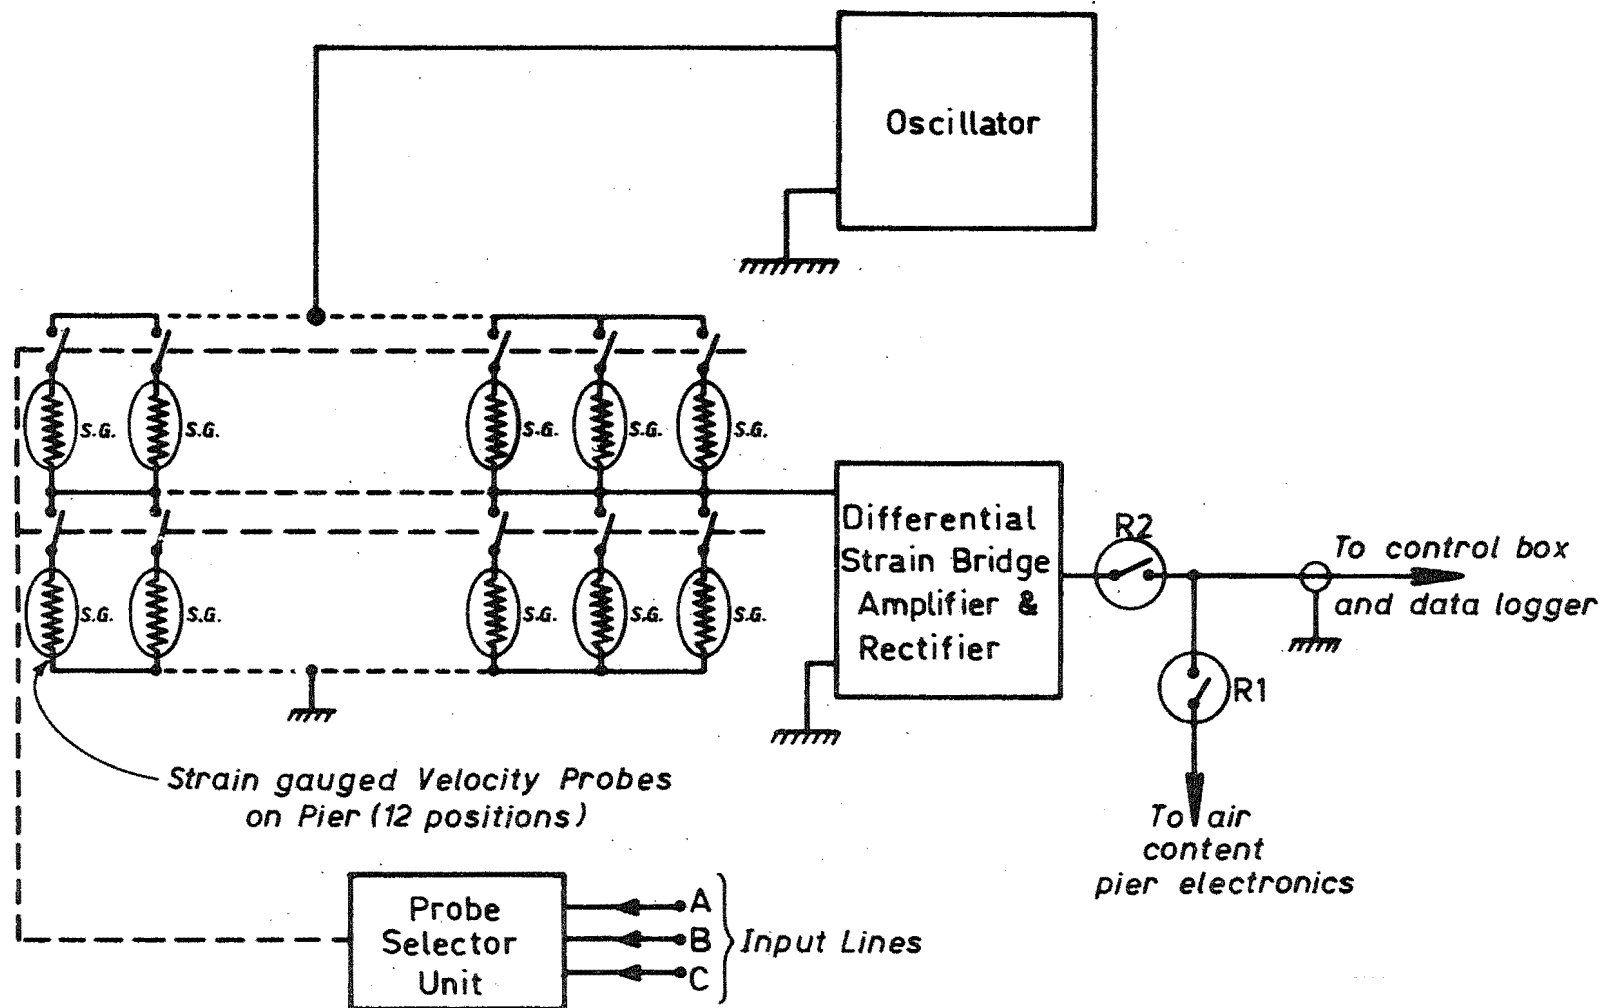 Oscillator
S.G. S.G. S.G. S.G. S.G.
Differential
Strain Bridge
Amplifier &
Rectifier
R2
To control box
and data logger
S.G. S.G. S.G. S.G. S.G.
R1
Strain gauged Velocity Probes
on Pier (12 positions)
To air
content
pier electronics
Probe
Selector
Unit
A
B
C
Input Lines